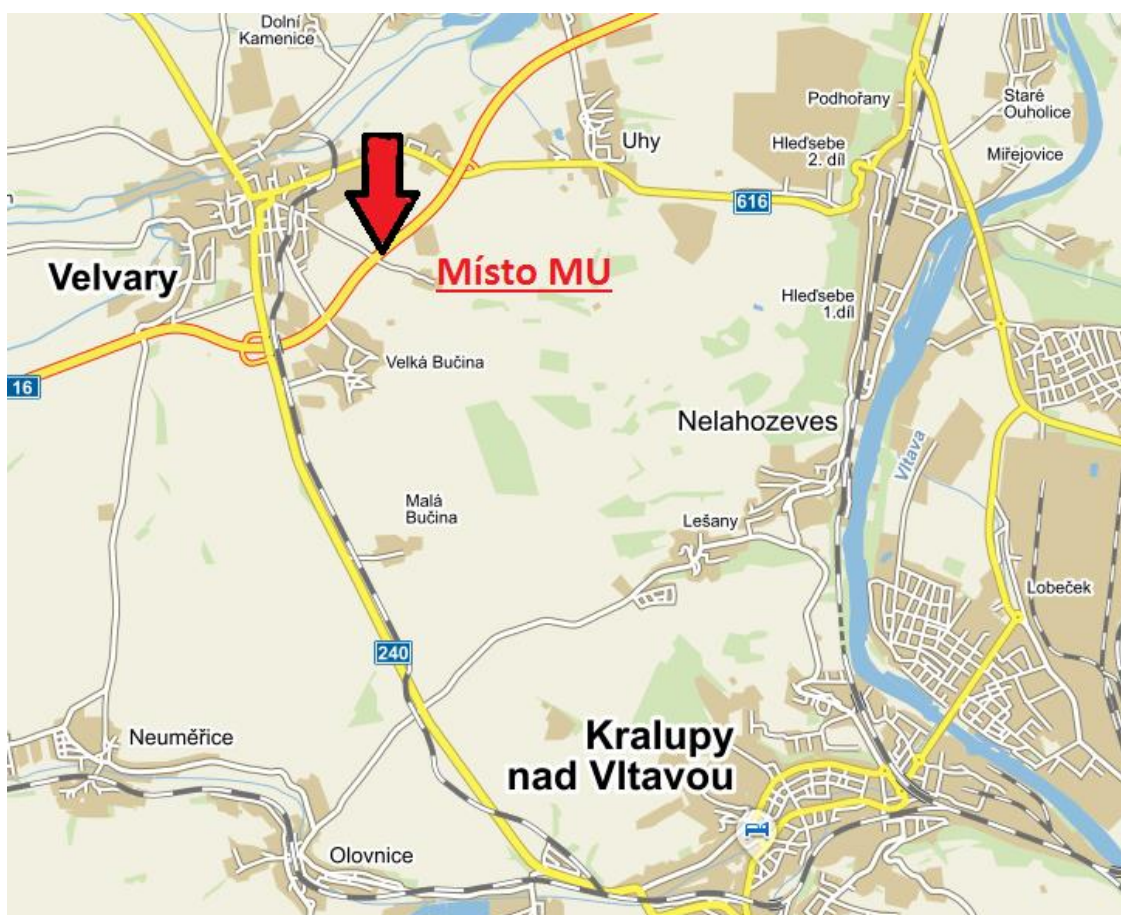 Dolní
Kamenice
Podhořany
Staré
Ouholice
Uhy
Hleďsebe
2. díl
Miřejovice
616
Velvary
Místo MU
Hleďsebe
1.díl
Velká Bučina
16
Nelahozeves
Vltava
Malá
Bučina
Lešany
Lobeček
240
Neuměřice
Kralupy
nad Vltavou
Olovnice